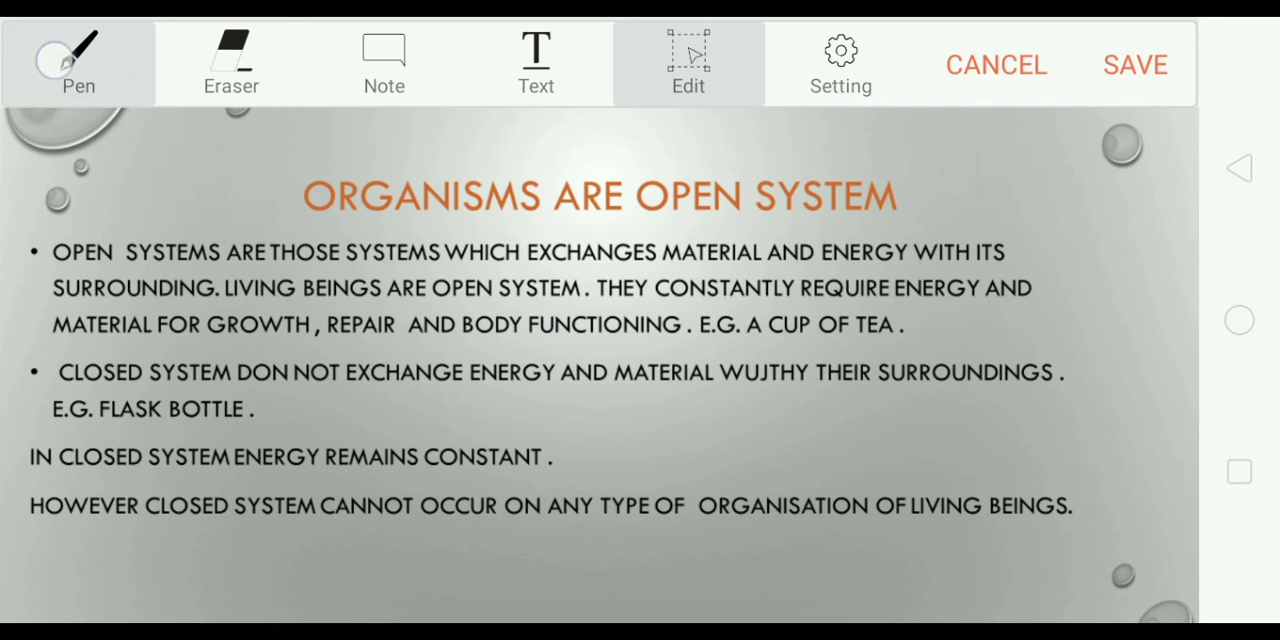 Pen
Eraser
Note
Text
Edit
Setting
CANCEL
SAVE
ORGANISMS ARE OPEN SYSTEM
• OPEN SYSTEMS ARE THOSE SYSTEMS WHICH EXCHANGES MATERIAL AND ENERGY WITH ITS
SURROUNDING. LIVING BEINGS ARE OPEN SYSTEM . THEY CONSTANTLY REQUIRE ENERGY AND
MATERIAL FOR GROWTH , REPAIR AND BODY FUNCTIONING . E.G. A CUP OF TEA .
• CLOSED SYSTEM DON NOT EXCHANGE ENERGY AND MATERIAL WUJTHY THEIR SURROUNDINGS .
E.G. FLASK BOTTLE .
IN CLOSED SYSTEM ENERGY REMAINS CONSTANT .
HOWEVER CLOSED SYSTEM CANNOT OCCUR ON ANY TYPE OF ORGANISATION OF LIVING BEINGS.